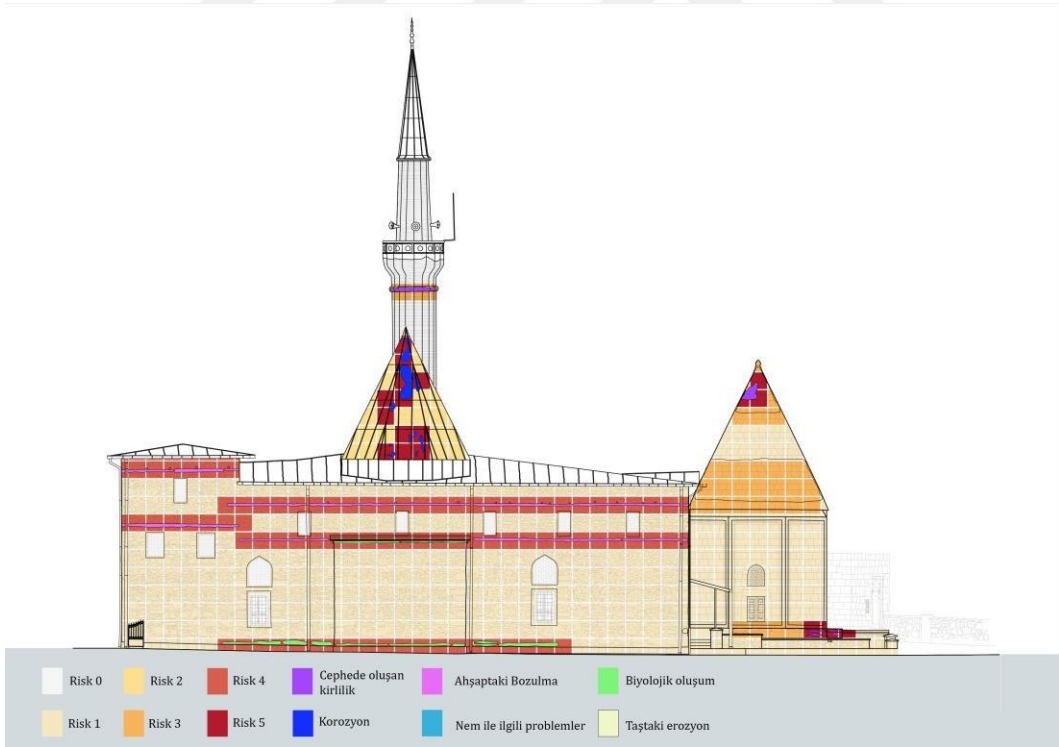 Risk 0
Risk 2
Risk 4
Cephede oluşan
kirlilik
Ahşaptaki Bozulma
Biyolojik oluşum
Risk 1
Risk 3
Risk 5
Korozyon
Nem ile ilgili problemler
Taştaki erozyon